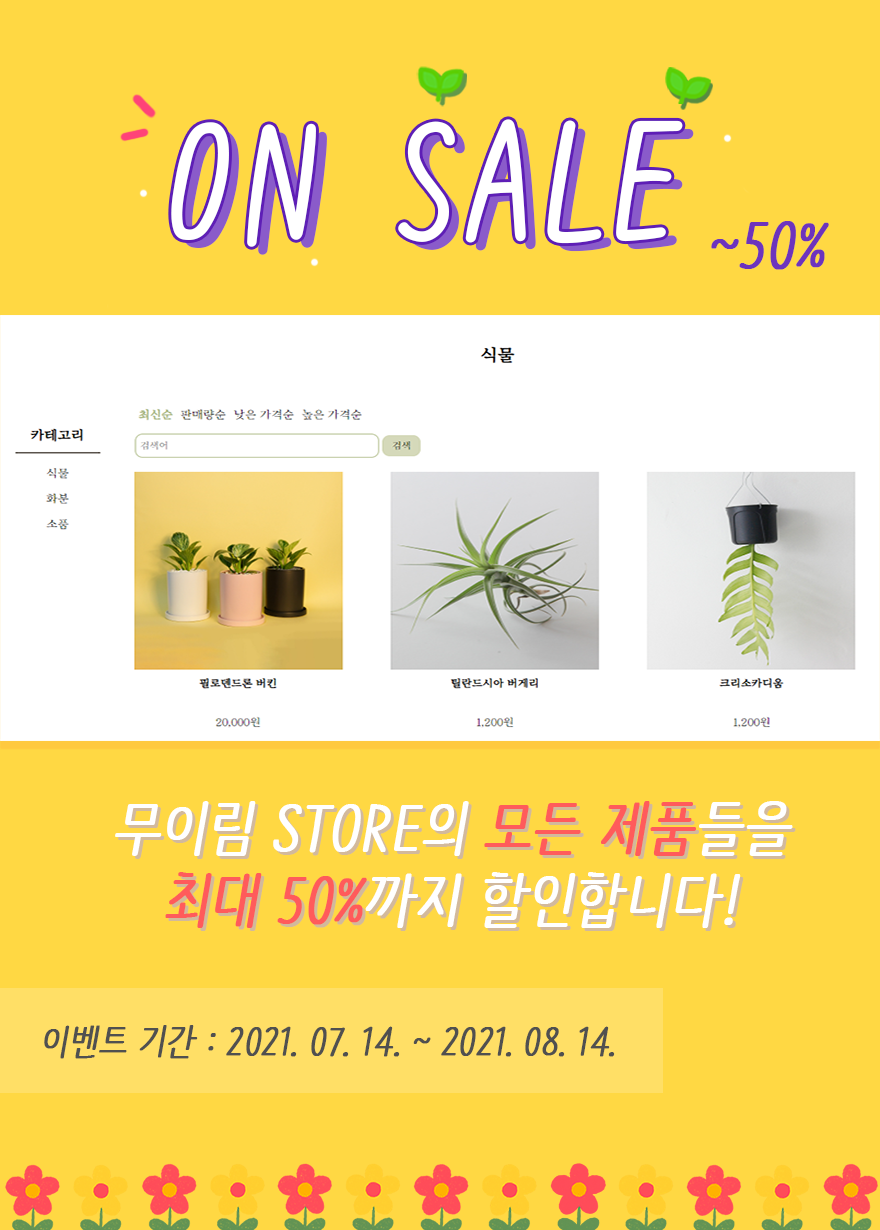 ON SALE
~50%
식물
최신순 판매량순 낮은 가격순 높은 가격순
카테고리
검색어 검색
식물
화분
소품
필로덴드론 버킨 틸란드시아 버게리 크리소카디움
20,000원 1,200원 1,200원
무이림 STORE의 모든 제품들을
최대 50%까지 할인합니다!
이벤트 기간 : 2021. 07. 14. ~ 2021. 08. 14.